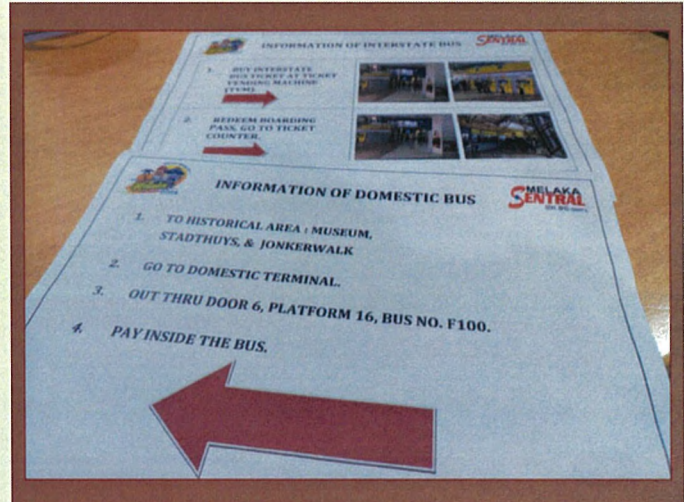 INFORMATION OF INTERSTATE BUS
1. BUY INTERSTATE
BUS TICKET AT TICKET
VENDING MACHINE
(TVM).
2. REDEEM BOARDING
PASS, GO TO TICKET
COUNTER.
INFORMATION OF DOMESTIC BUS
MELAKA
SENTRAL
1. TO HISTORICAL AREA : MUSEUM,
STADTHUYS, & JONKERWALK
2. GO TO DOMESTIC TERMINAL.
3. OUT THRU DOOR 6, PLATFORM 16, BUS NO. F100.
4. PAY INSIDE THE BUS.